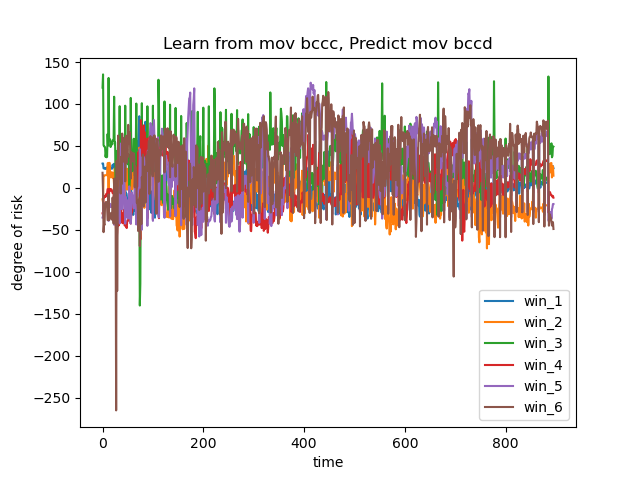 Learn from mov bccc, Predict mov bccd
degree of risk
150
100
50
0
−50
−100
−150
−200
−250
0
200
400
600
800
time
win_1
win_2
win_3
win_4
win_5
win_6